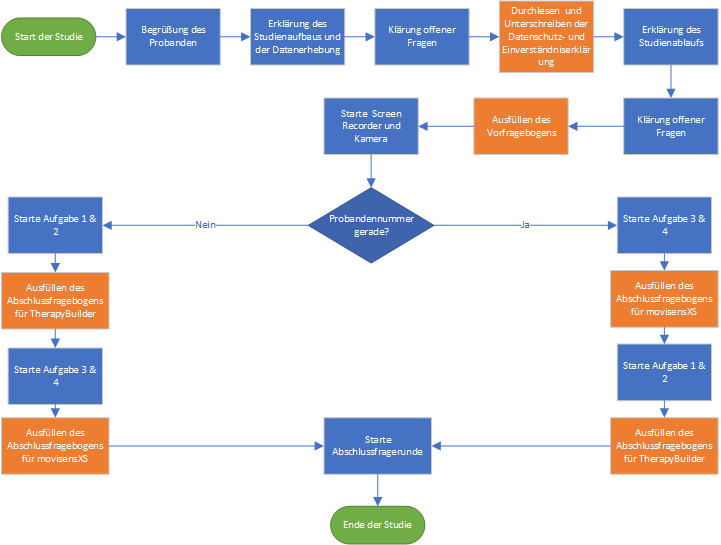 Start der Studie
Begrüßung des
Probanden
Erklärung des
Studienaufbaus und
der Datenerhebung
Klärung offener
Fragen
Durchlesen und
Unterschreiben der
Datenschutz- und
Einverständniserklär
ung
Erklärung des
Studienablaufs
Starte Screen
Recorder und
Kamera
Ausfüllen des
Vorfragebogens
Klärung offener
Fragen
Probandennummer
gerade?
Nein
Ja
Starte Aufgabe 1 &
2
Ausfüllen des
Abschlussfragebogens
für TherapyBuilder
Starte Aufgabe 3 &
4
Ausfüllen des
Abschlussfragebogens
für movisensXS
Starte Aufgabe 3 &
4
Ausfüllen des
Abschlussfragebogens
für movisensXS
Starte Aufgabe 1 &
2
Ausfüllen des
Abschlussfragebogens
für TherapyBuilder
Starte
Abschlussfragerunde
Ende der Studie